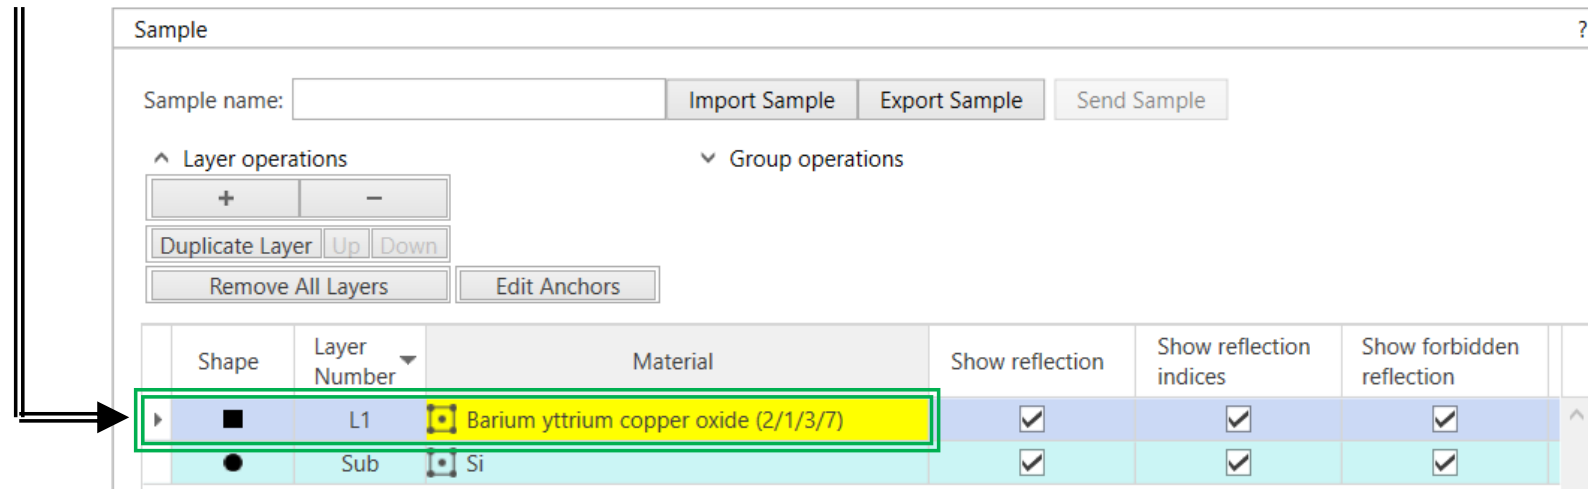 Sample ?
Sample name: Import Sample Export Sample Send Sample
Layer operations Group operations
+ −
Duplicate Layer Up Down
Remove All Layers Edit Anchors
Shape Layer Number Material Show reflection Show reflection indices Show forbidden reflection
L1 Barium yttrium copper oxide (2/1/3/7)
Sub Si